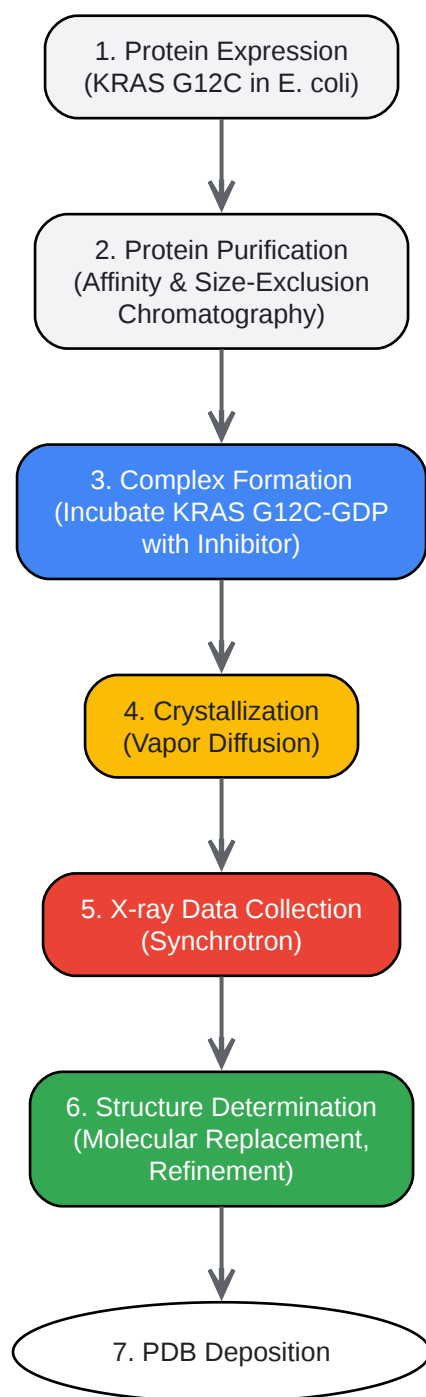 1. Protein Expression
(KRAS G12C in E. coli)
2. Protein Purification
(Affinity & Size-Exclusion
Chromatography)
3. Complex Formation
(Incubate KRAS G12C-GDP
with Inhibitor)
4. Crystallization
(Vapor Diffusion)
5. X-ray Data Collection
(Synchrotron)
6. Structure Determination
(Molecular Replacement,
Refinement)
7. PDB Deposition